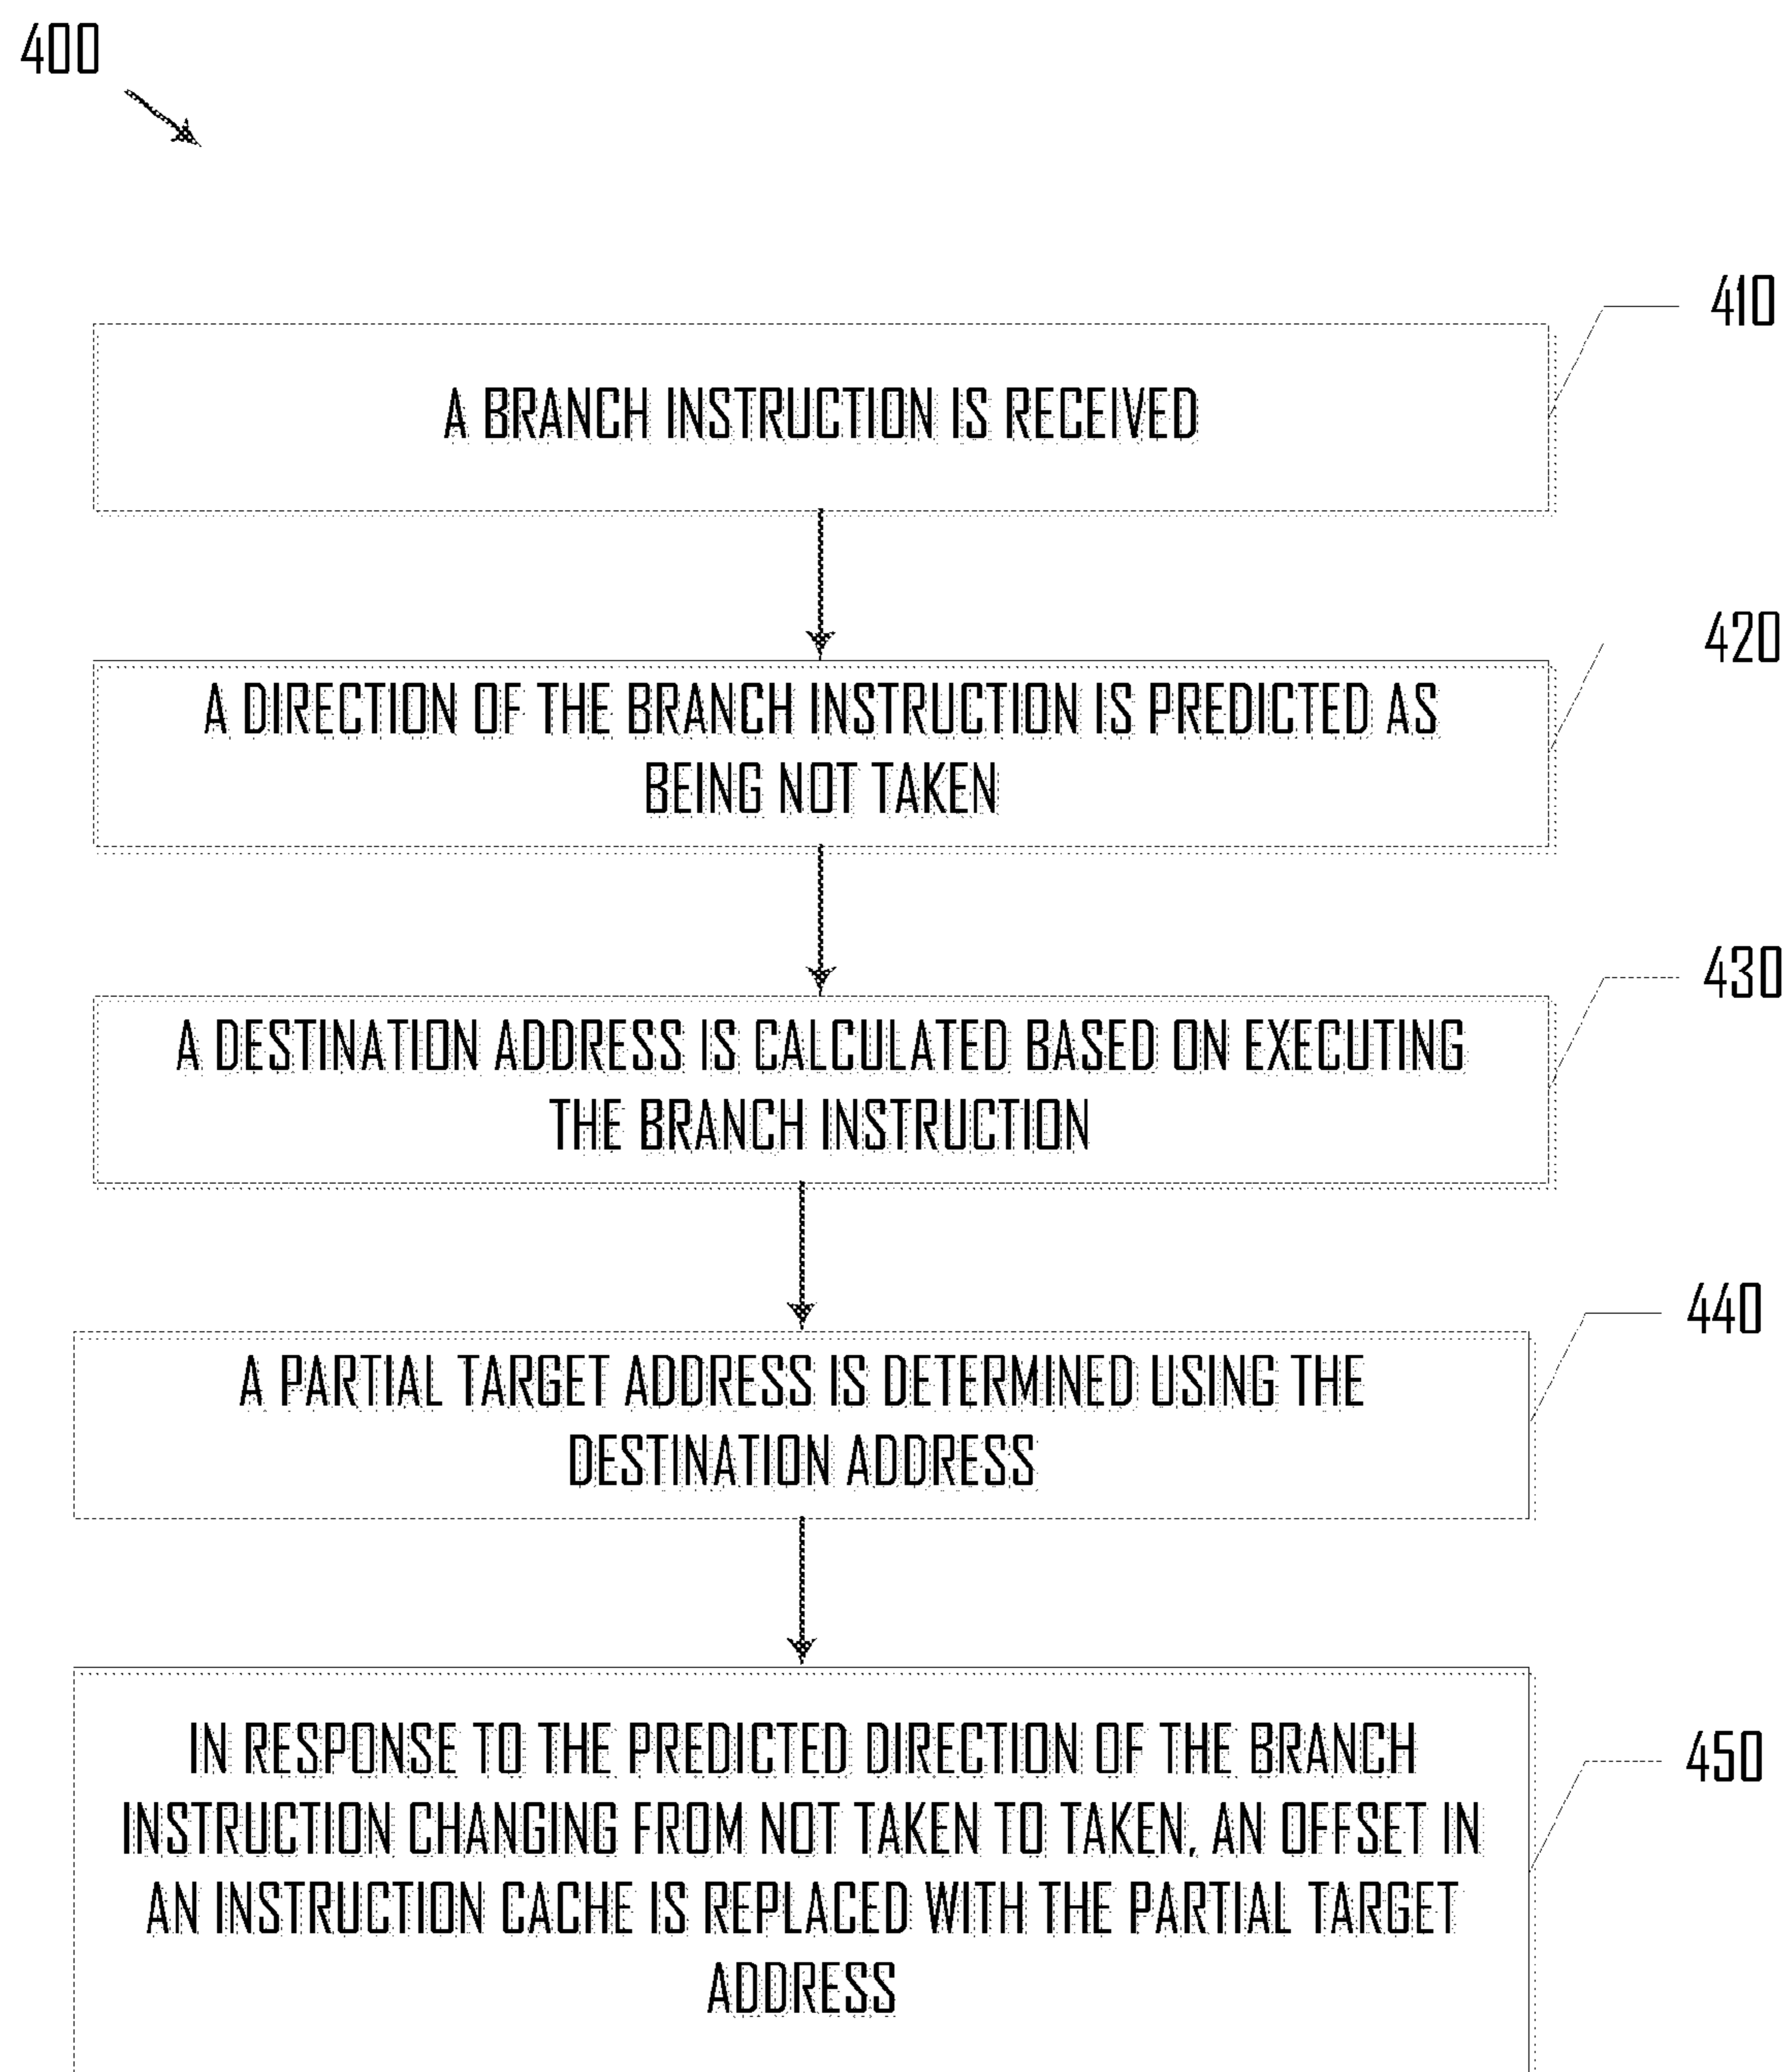 400
410
A BRANCH INSTRUCTION IS RECEIVED
420
A DIRECTION OF THE BRANCH INSTRUCTION IS PREDICTED AS
BEING NOT TAKEN
430
A DESTINATION ADDRESS IS CALCULATED BASED ON EXECUTING
THE BRANCH INSTRUCTION
440
A PARTIAL TARGET ADDRESS IS DETERMINED USING THE
DESTINATION ADDRESS
450
IN RESPONSE TO THE PREDICTED DIRECTION OF THE BRANCH
INSTRUCTION CHANGING FROM NOT TAKEN TO TAKEN, AN OFFSET IN
AN INSTRUCTION CACHE IS REPLACED WITH THE PARTIAL TARGET
ADDRESS